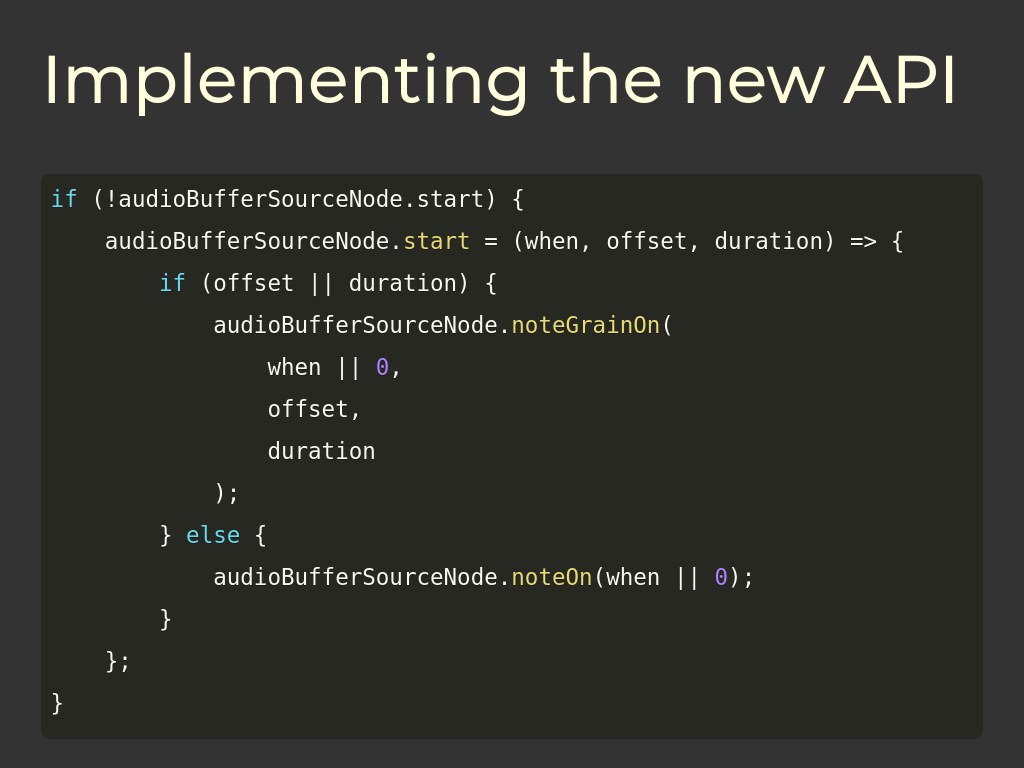 Implementing the new API
if (!audioBufferSourceNode.start) {
    audioBufferSourceNode.start = (when, offset, duration) => {
        if (offset || duration) {
            audioBufferSourceNode.noteGrainOn(
                when || 0,
                offset,
                duration
            );
        } else {
            audioBufferSourceNode.noteOn(when || 0);
        }
    };
}